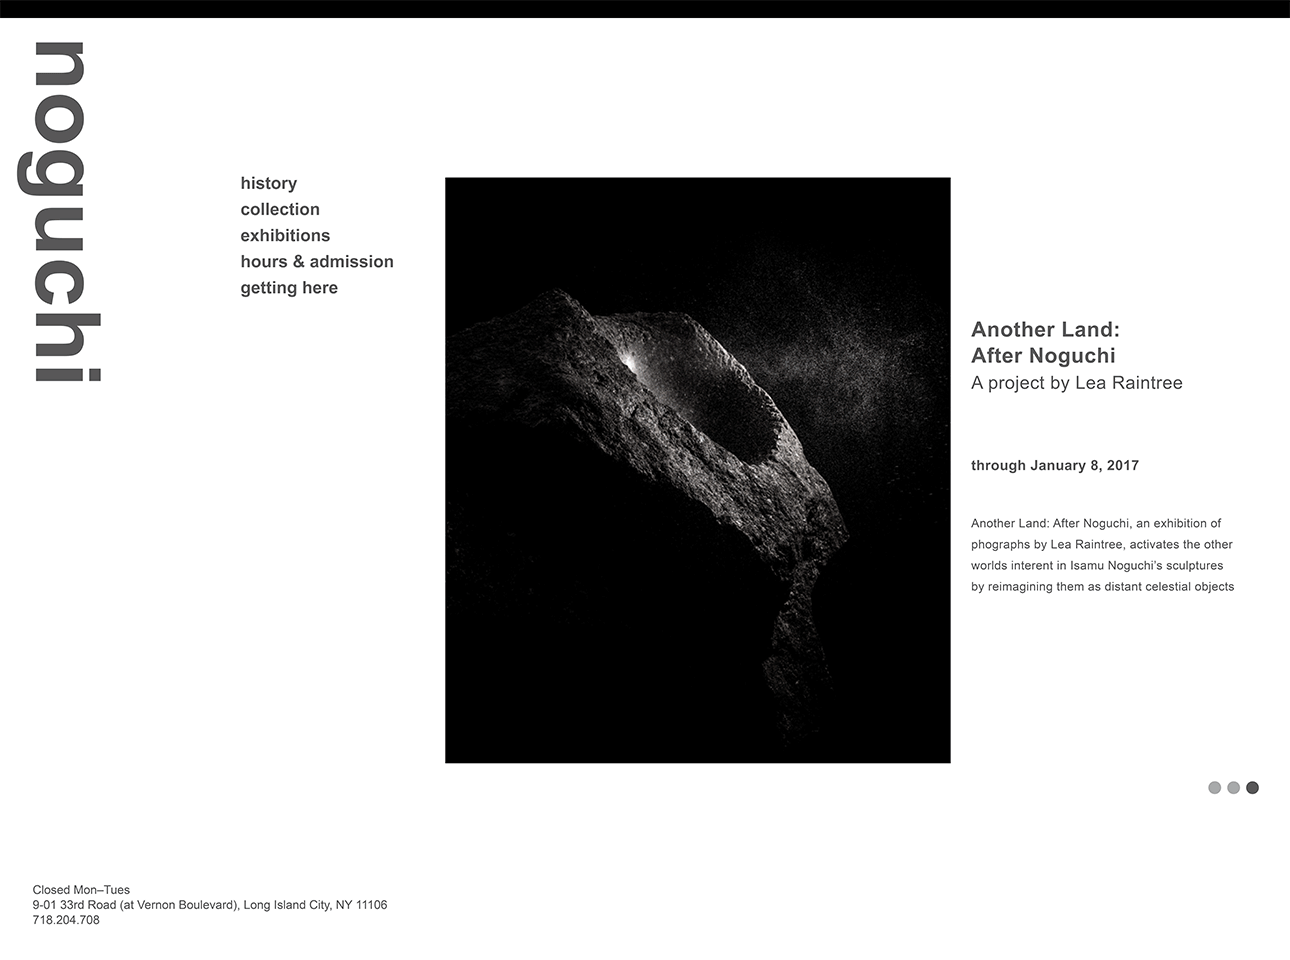 noguchi
history
collection
exhibitions
hours & admission
getting here
Another Land:
After Noguchi
A project by Lea Raintree
through January 8, 2017
Another Land: After Noguchi, an exhibition of
phographs by Lea Raintree, activates the other
worlds interent in Isamu Noguchi's sculptures
by reimagining them as distant celestial objects
Closed Mon–Tues
9-01 33rd Road (at Vernon Boulevard), Long Island City, NY 11106
718.204.708